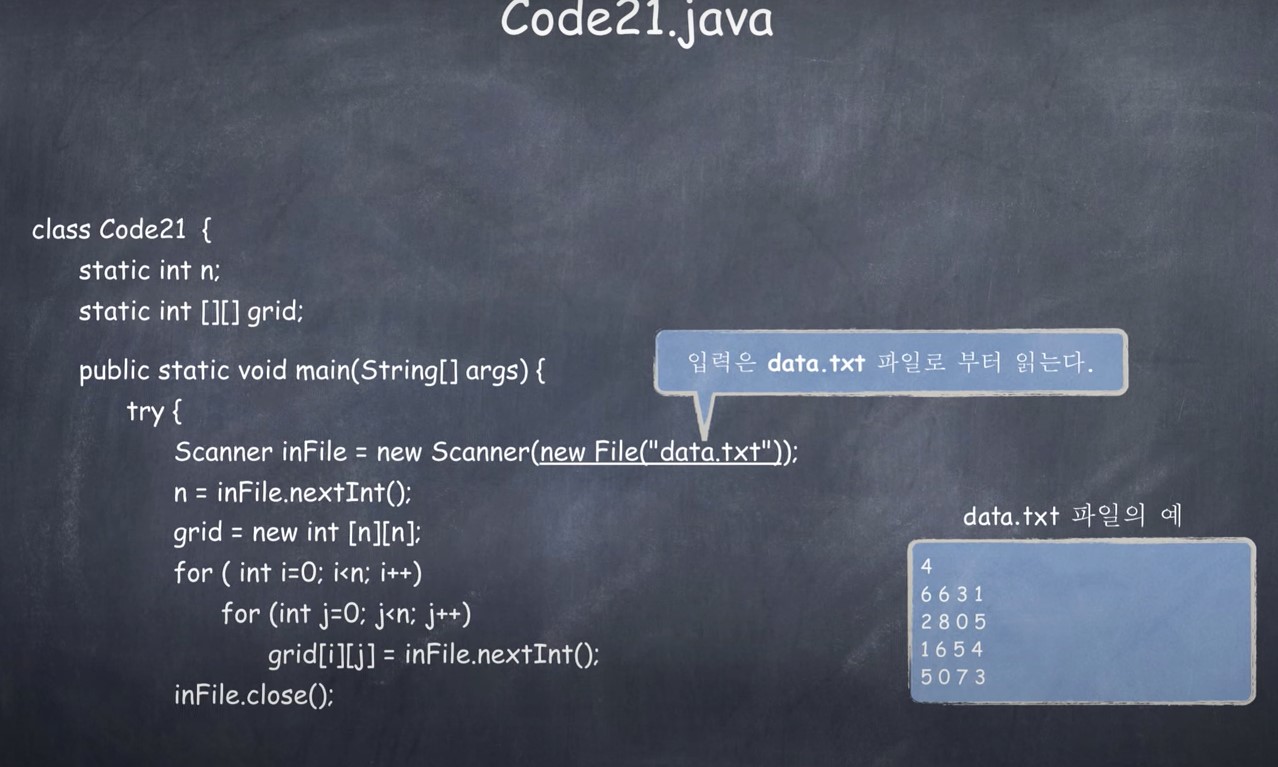 Code21.java
class Code21 {
static int n;
static int [][] grid;
public static void main(String[] args) {
try {
Scanner inFile = new Scanner(new File("data.txt"));
n = inFile.nextInt();
grid = new int [n][n];
for ( int i=0; i<n; i++)
for (int j=0; j<n; j++)
grid[i][j] = inFile.nextInt();
inFile.close();
입력은 data.txt 파일로 부터 읽는다.
data.txt 파일의 예
4
6 6 3 1
2 8 0 5
1 6 5 4
5 0 7 3